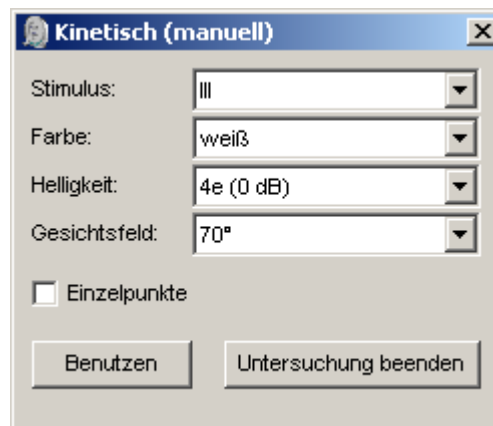 Kinetisch (manuell)
Stimulus: III
Farbe: weiß
Helligkeit: 4e (0 dB)
Gesichtsfeld: 70°
Einzelpunkte
Benutzen Untersuchung beenden